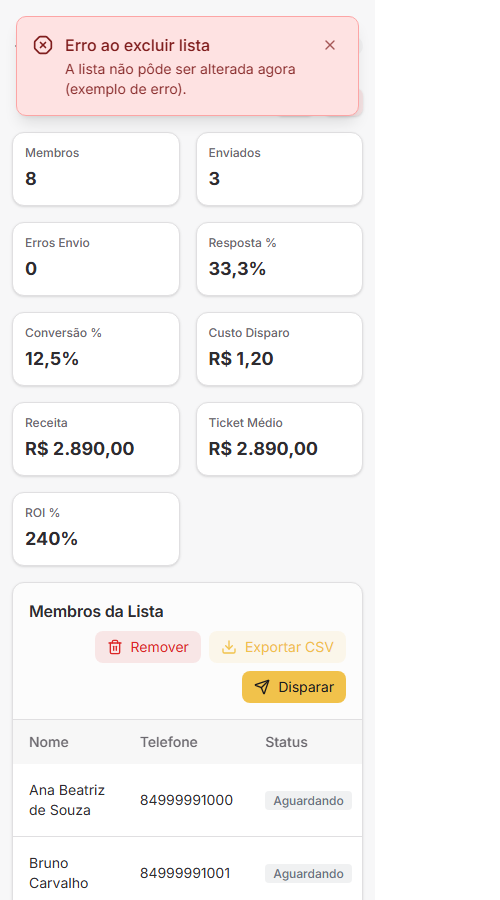 Erro ao excluir lista
A lista não pôde ser alterada agora
(exemplo de erro).
Membros
8
Enviados
3
Erros Envio
0
Resposta %
33,3%
Conversão %
12,5%
Custo Disparo
R$ 1,20
Receita
R$ 2.890,00
Ticket Médio
R$ 2.890,00
ROI %
240%
Membros da Lista
Remover
Exportar CSV
Disparar
Nome Telefone Status
Ana Beatriz
de Souza
84999991000
Aguardando
Bruno
Carvalho
84999991001
Aguardando